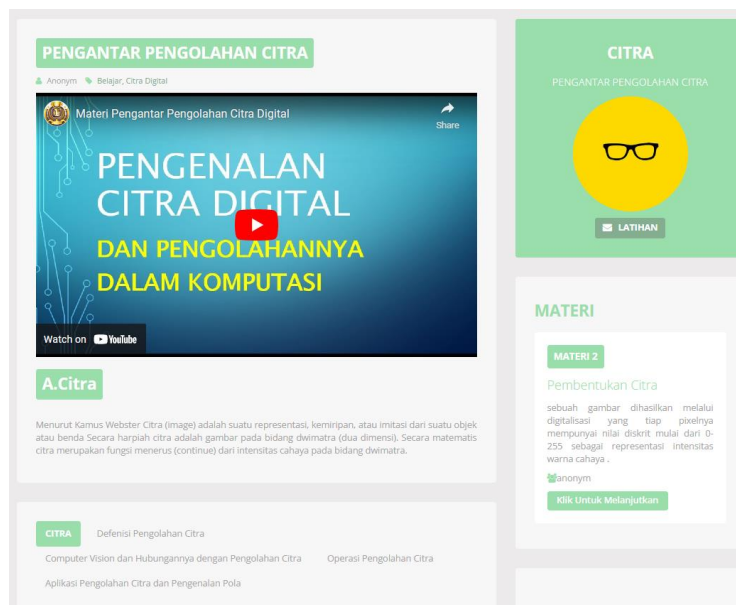 PENGANTAR PENGOLAHAN CITRA
Anonym Belajar, Citra Digital
Materi Pengantar Pengolahan Citra Digital
Share
PENGENALAN
CITRA DIGITAL
DAN PENGOLAHANNYA
DALAM KOMPUTASI
Watch on YouTube
A.Citra
Menurut Kamus Webster Citra (image) adalah suatu representasi, kemiripan, atau imitasi dari suatu objek
atau benda Secara harpiah citra adalah gambar pada bidang dwimatra (dua dimensi). Secara matematis
citra merupakan fungsi menerus (continue) dari intensitas cahaya pada bidang dwimatra.
CITRA Defenisi Pengolahan Citra
Computer Vision dan Hubungannya dengan Pengolahan Citra Operasi Pengolahan Citra
Aplikasi Pengolahan Citra dan Pengenalan Pola
CITRA
PENGANTAR PENGOLAHAN CITRA
LATIHAN
MATERI
MATERI 2
Pembentukan Citra
sebuah gambar dihasilkan melalui
digitalisasi yang tiap pixelnya
mempunyai nilai diskrit mulai dari 0-
255 sebagai representasi intensitas
warna cahaya .
anonym
Klik Untuk Melanjutkan